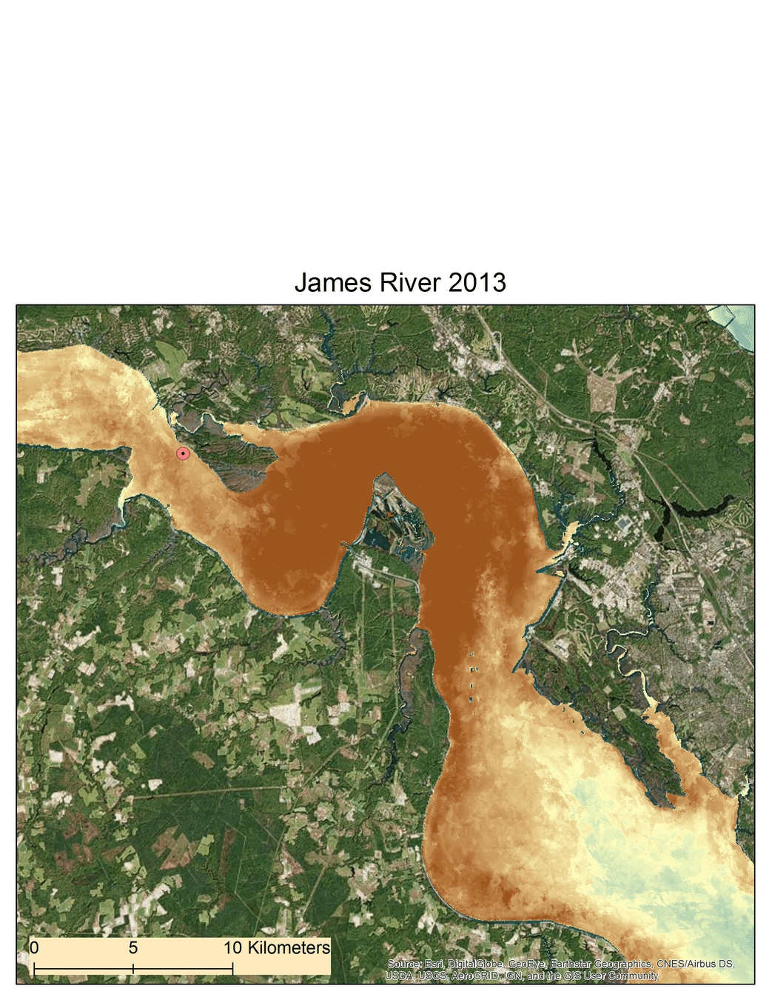 James River 2013
0 5 10 Kilometers
Source: Esri, DigitalGlobe, GeoEye, Earthstar Geographics, CNES/Airbus DS,
USDA, USGS, AeroGRID, IGN, and the GIS User Community